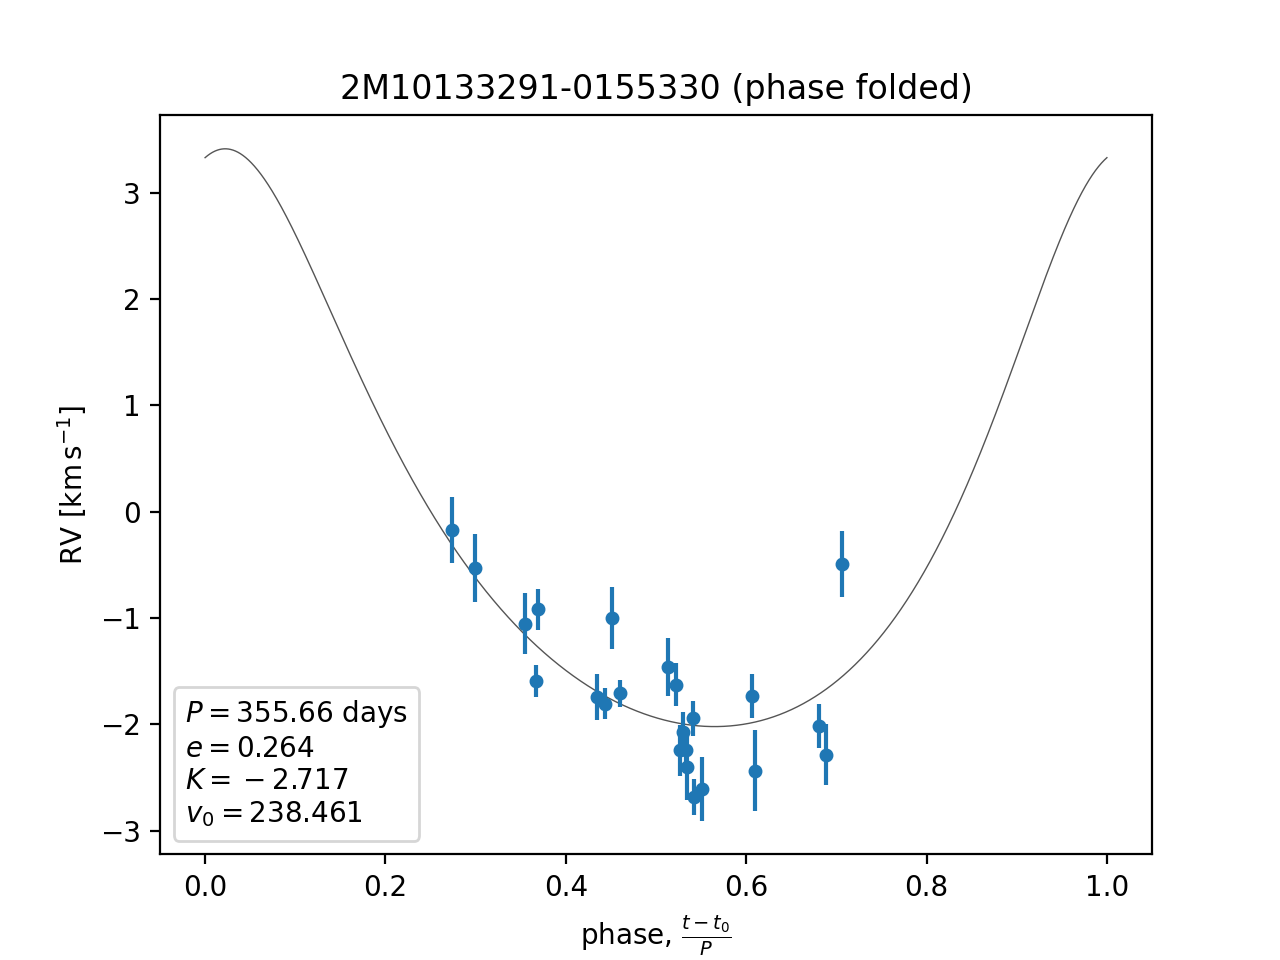 2M10133291-0155330 (phase folded)
RV [km s⁻¹]
3
2
1
0
−1
−2
−3
P = 355.66 days
e = 0.264
K = −2.717
v₀ = 238.461
0.0 0.2 0.4 0.6 0.8 1.0
phase, (t − t₀)/P